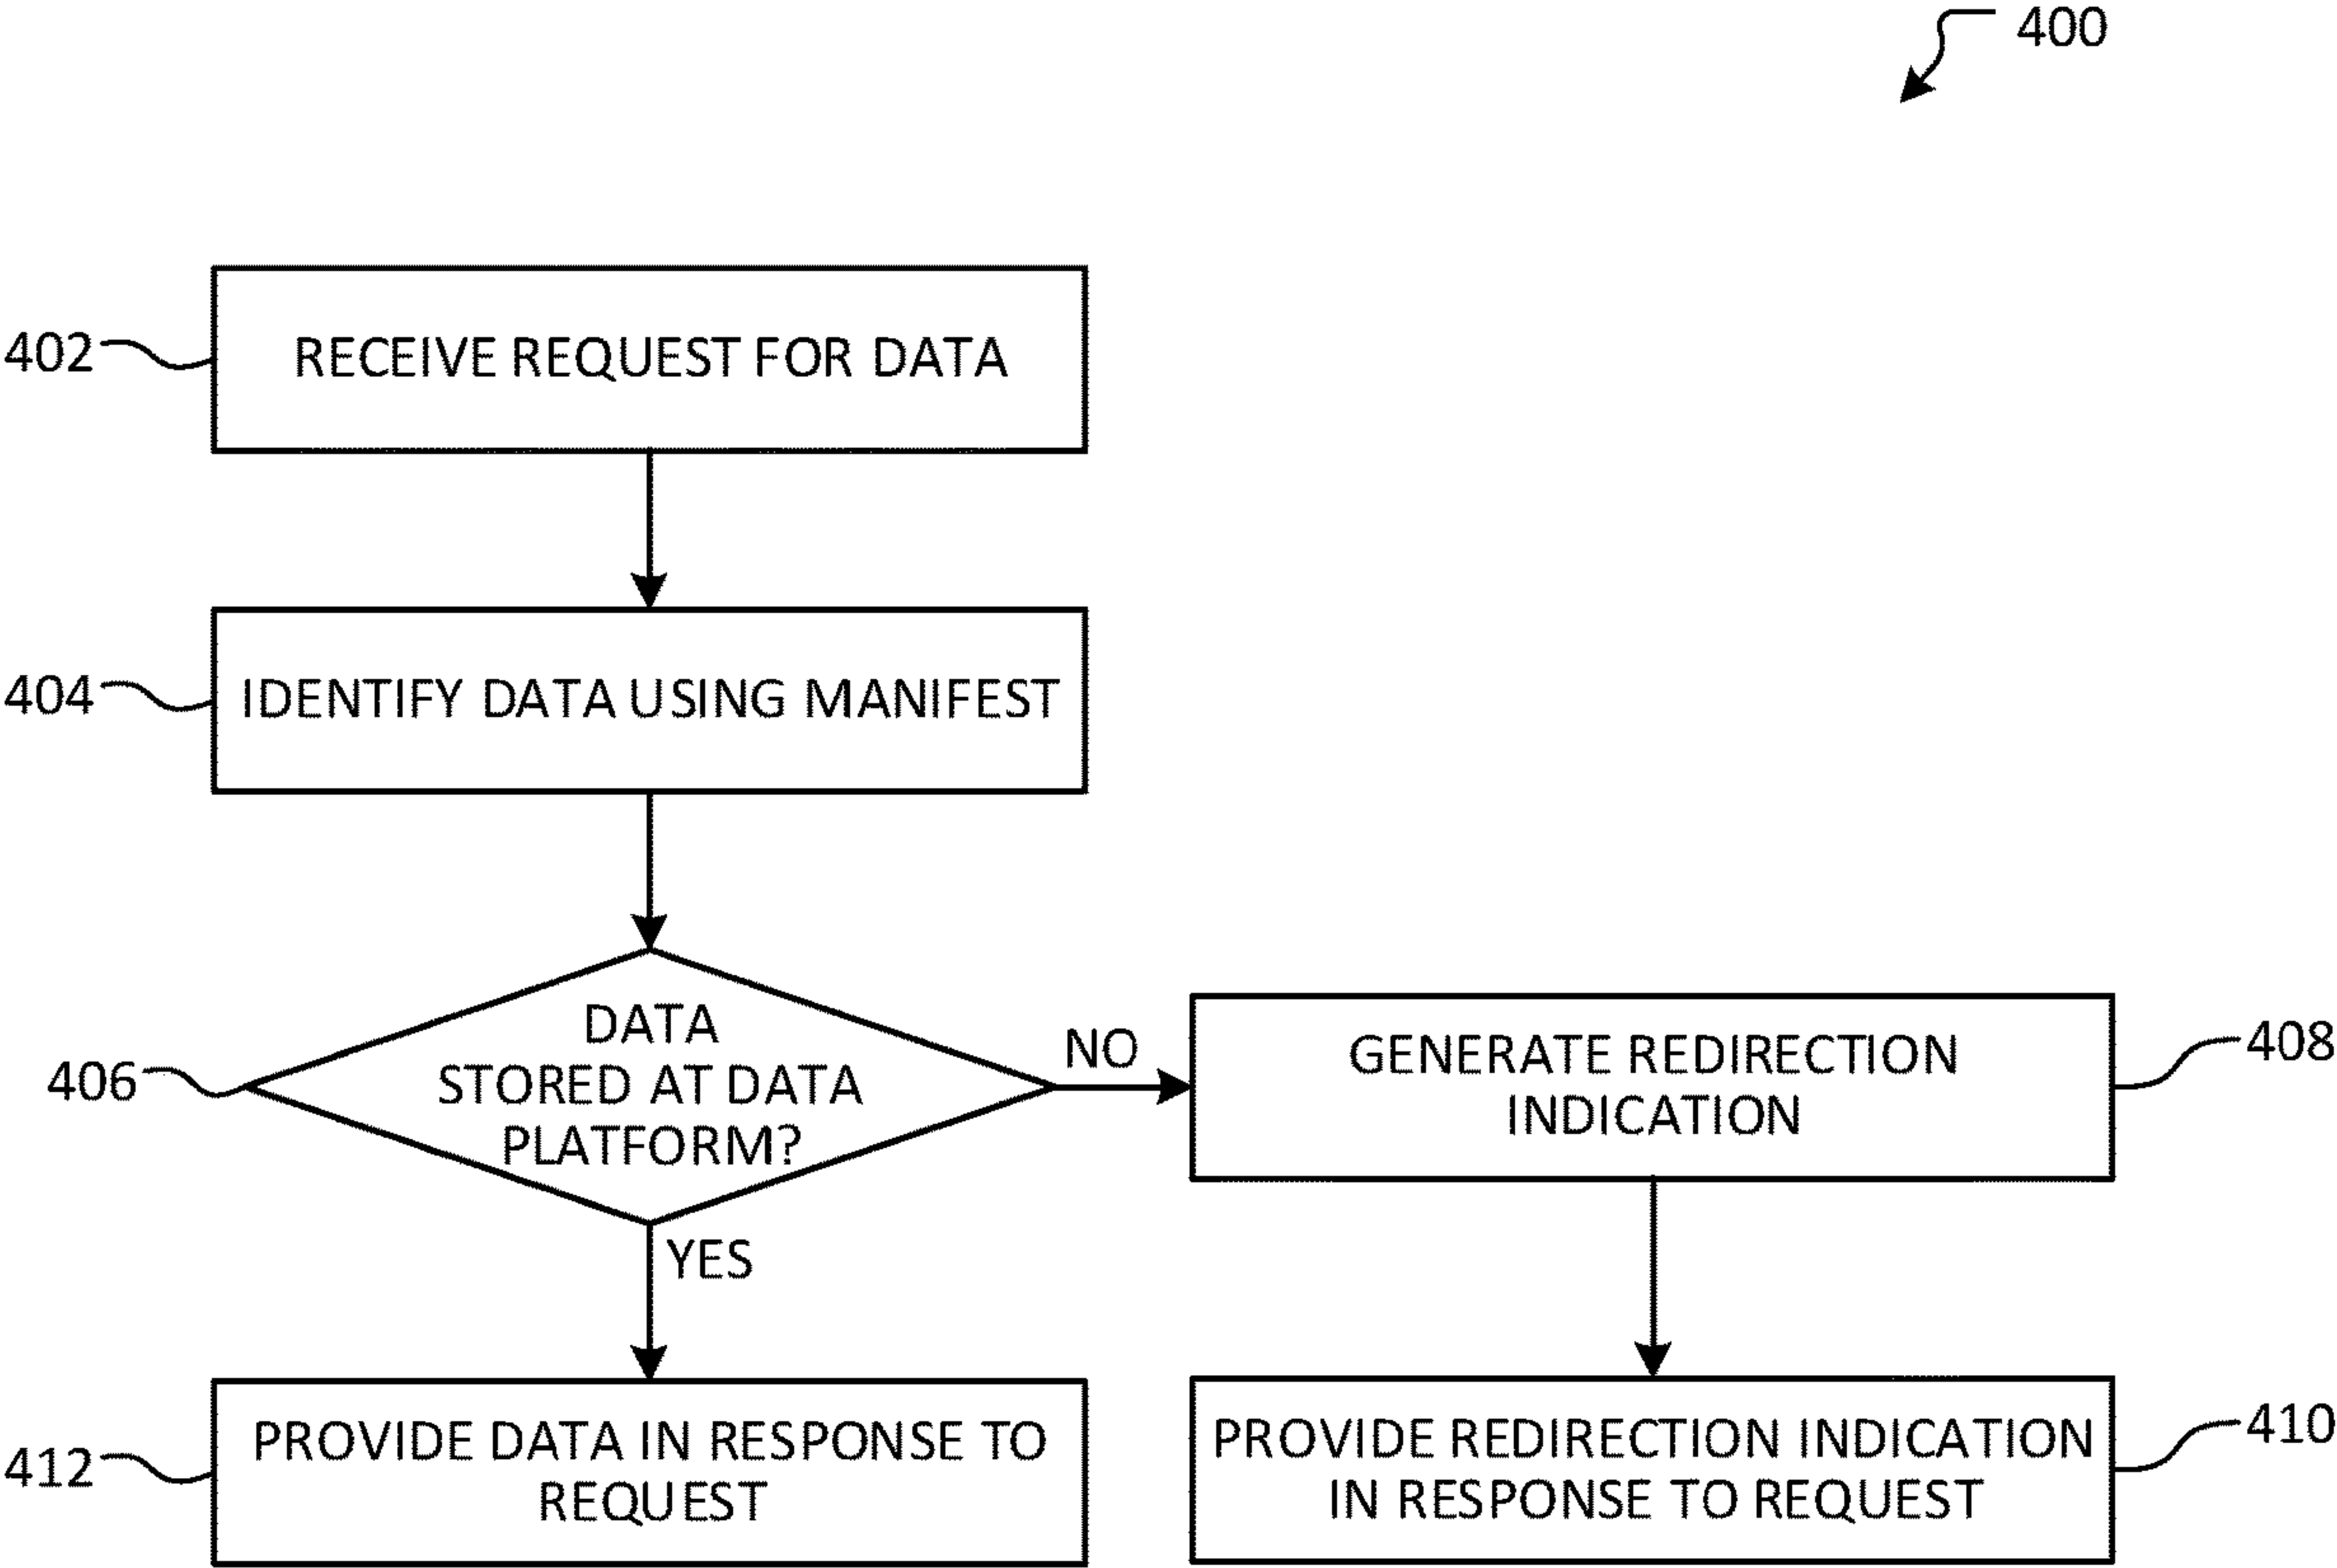 400
402
RECEIVE REQUEST FOR DATA
404
IDENTIFY DATA USING MANIFEST
406
DATA
STORED AT DATA
PLATFORM?
NO
GENERATE REDIRECTION
INDICATION
408
YES
412
PROVIDE DATA IN RESPONSE TO
REQUEST
PROVIDE REDIRECTION INDICATION
IN RESPONSE TO REQUEST
410